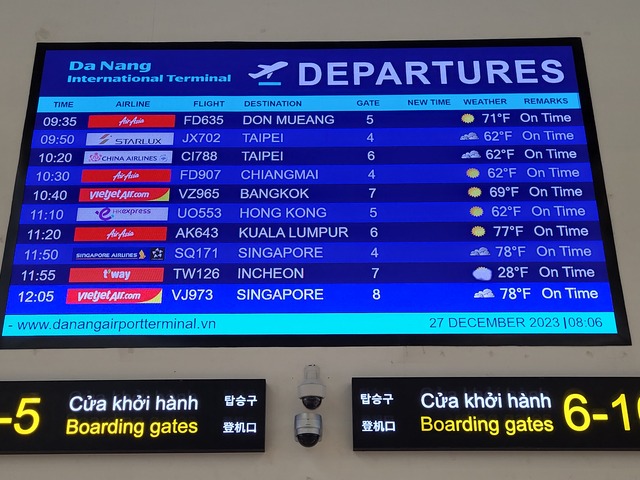 Da Nang
International Terminal
DEPARTURES
TIME AIRLINE FLIGHT DESTINATION GATE NEW TIME WEATHER REMARKS
09:35 AirAsia FD635 DON MUEANG 5 71°F On Time
09:50 STARLUX JX702 TAIPEI 4 62°F On Time
10:20 CHINA AIRLINES CI788 TAIPEI 6 62°F On Time
10:30 AirAsia FD907 CHIANGMAI 4 62°F On Time
10:40 Vietjet Air.com VZ965 BANGKOK 7 69°F On Time
11:10 HK express UO553 HONG KONG 5 62°F On Time
11:20 AirAsia AK643 KUALA LUMPUR 6 77°F On Time
11:50 SINGAPORE AIRLINES SQ171 SINGAPORE 4 78°F On Time
11:55 t'way TW126 INCHEON 7 28°F On Time
12:05 Vietjet Air.com VJ973 SINGAPORE 8 78°F On Time
- www.danangairportterminal.vn 27 DECEMBER 2023 | 08:06
-5 Cửa khởi hành 탑승구
Boarding gates 登机口
탑승구 Cửa khởi hành 6-10
登机口 Boarding gates